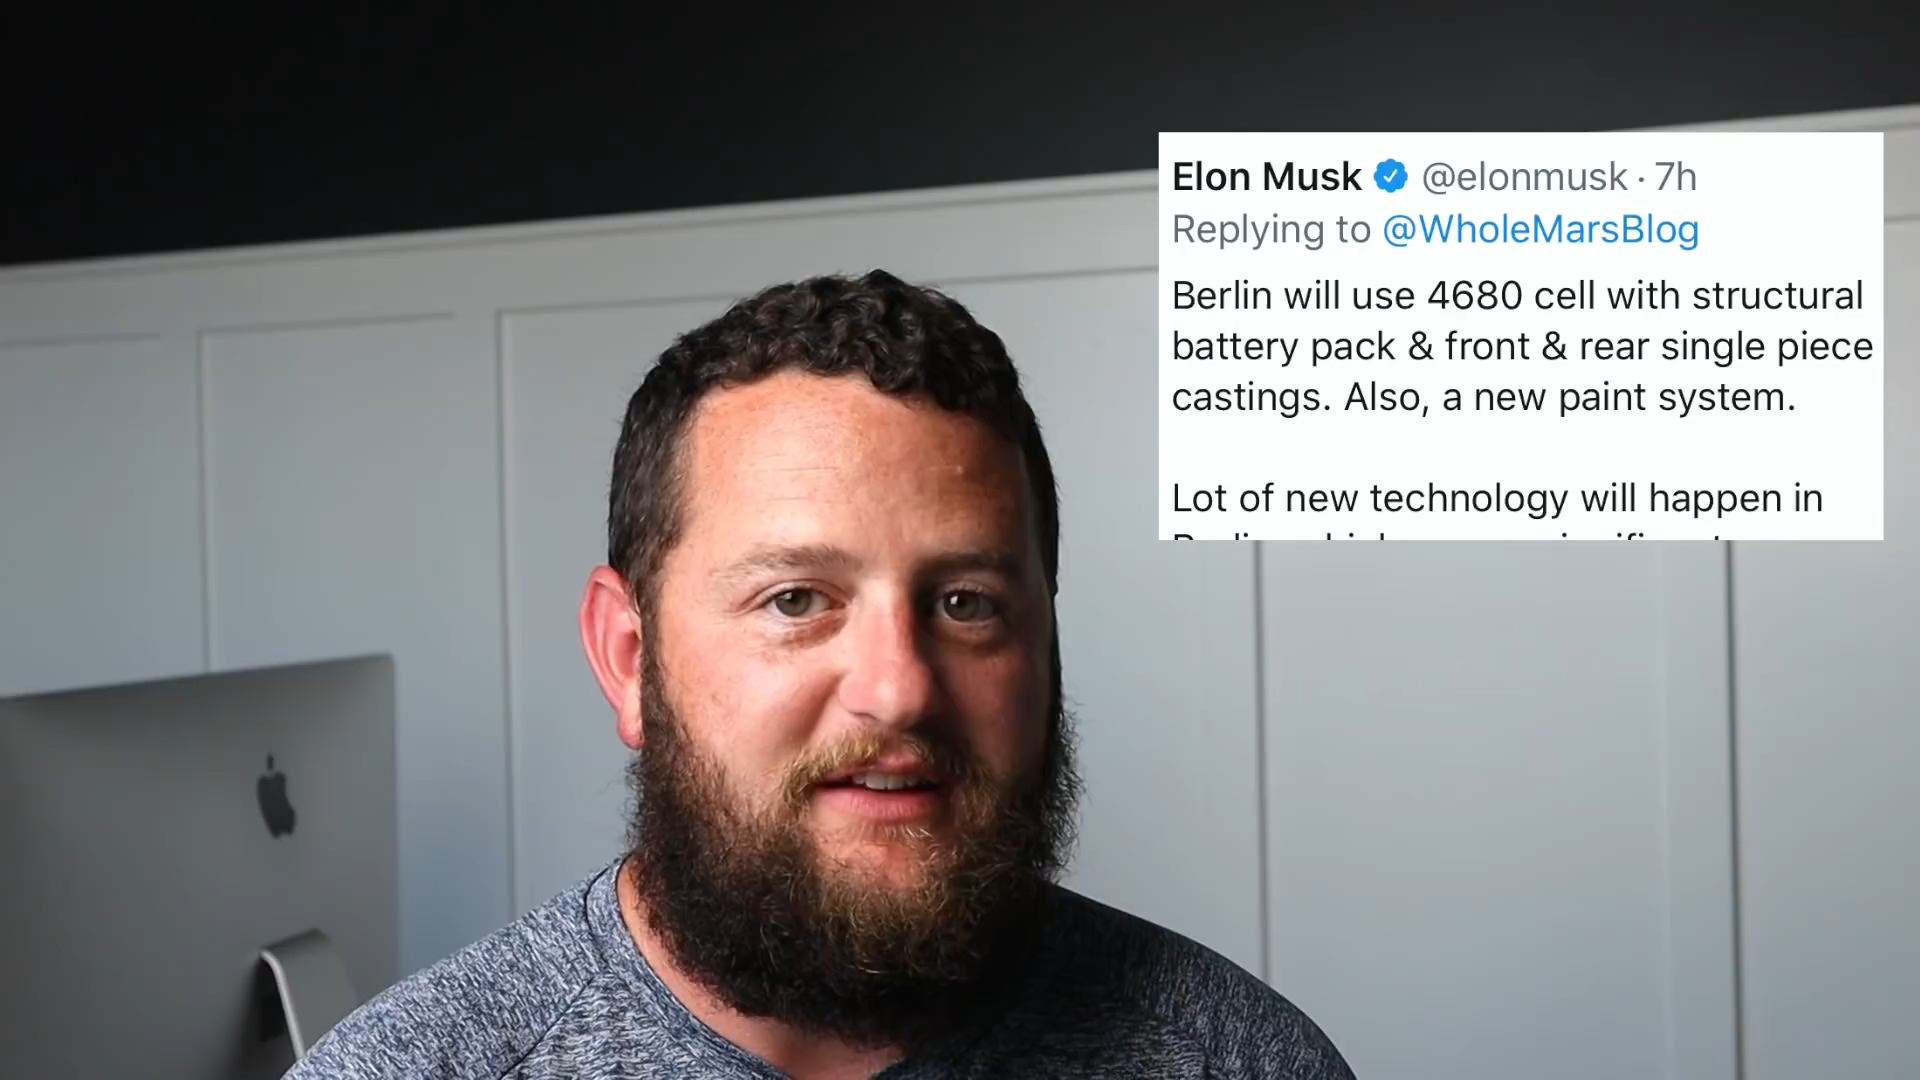 Elon Musk @elonmusk · 7h
Replying to @WholeMarsBlog
Berlin will use 4680 cell with structural
battery pack & front & rear single piece
castings. Also, a new paint system.
Lot of new technology will happen in